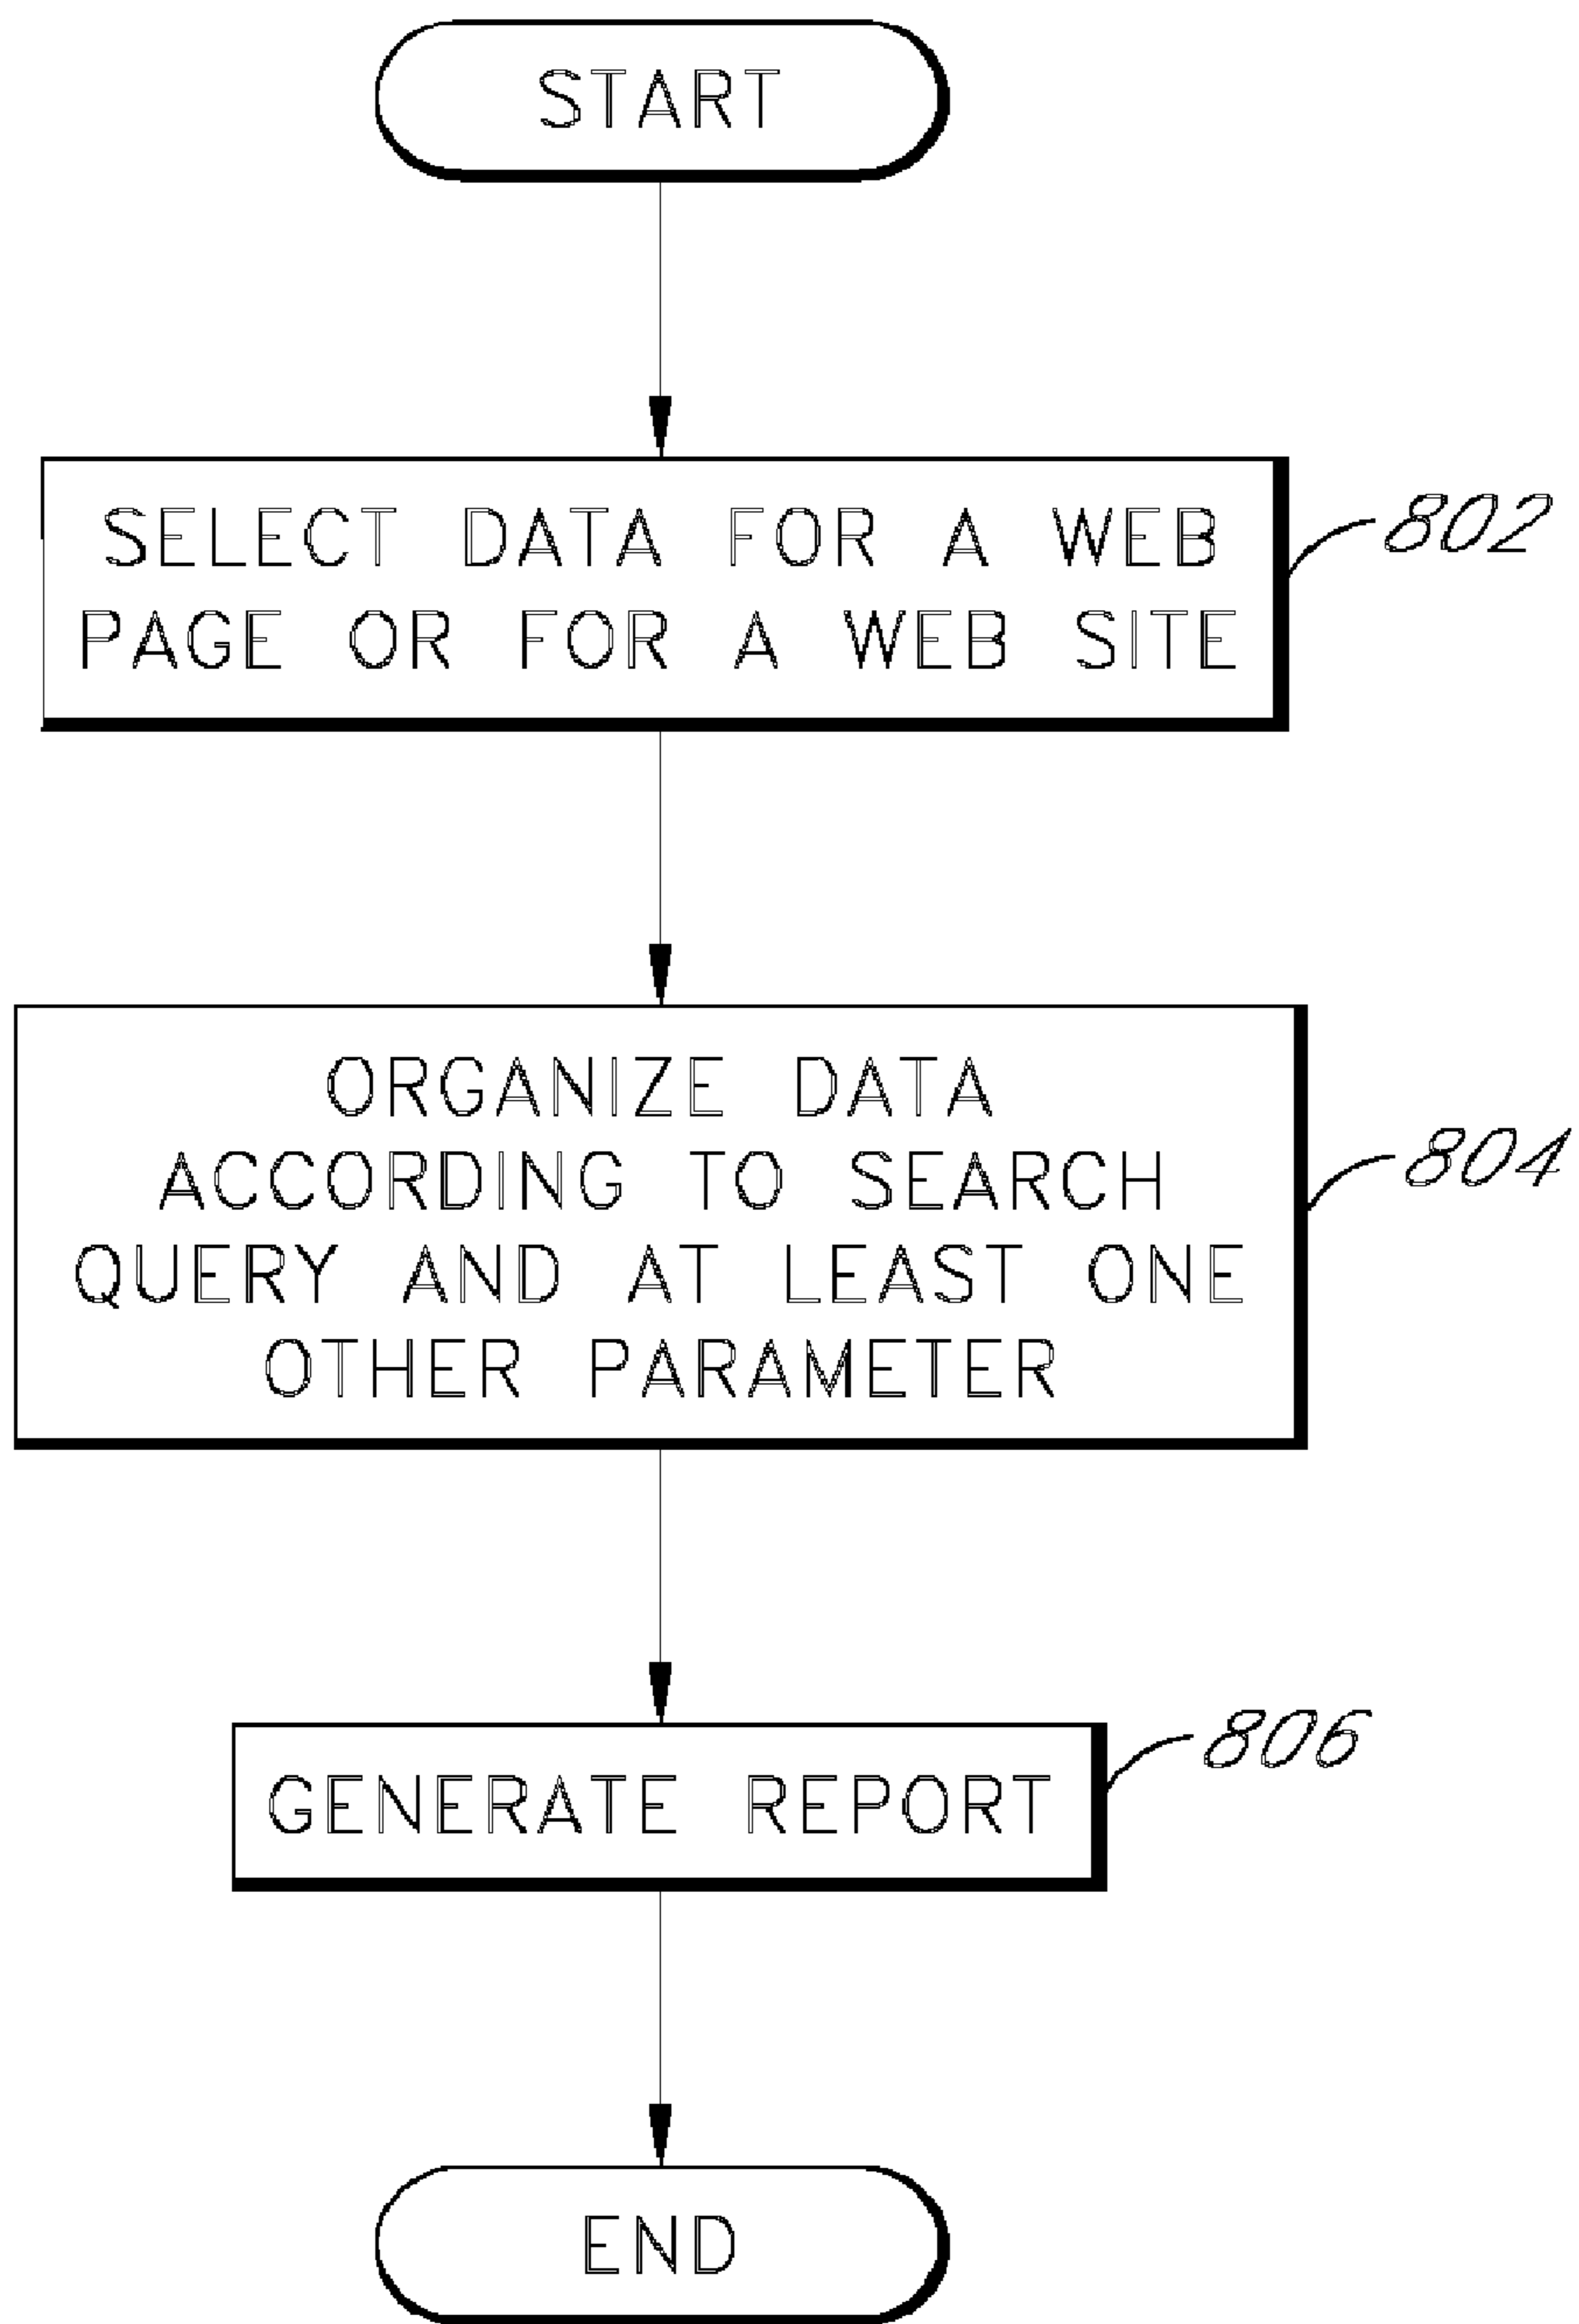 START
SELECT DATA FOR A WEB
PAGE OR FOR A WEB SITE
802
ORGANIZE DATA
ACCORDING TO SEARCH
QUERY AND AT LEAST ONE
OTHER PARAMETER
804
GENERATE REPORT
806
END